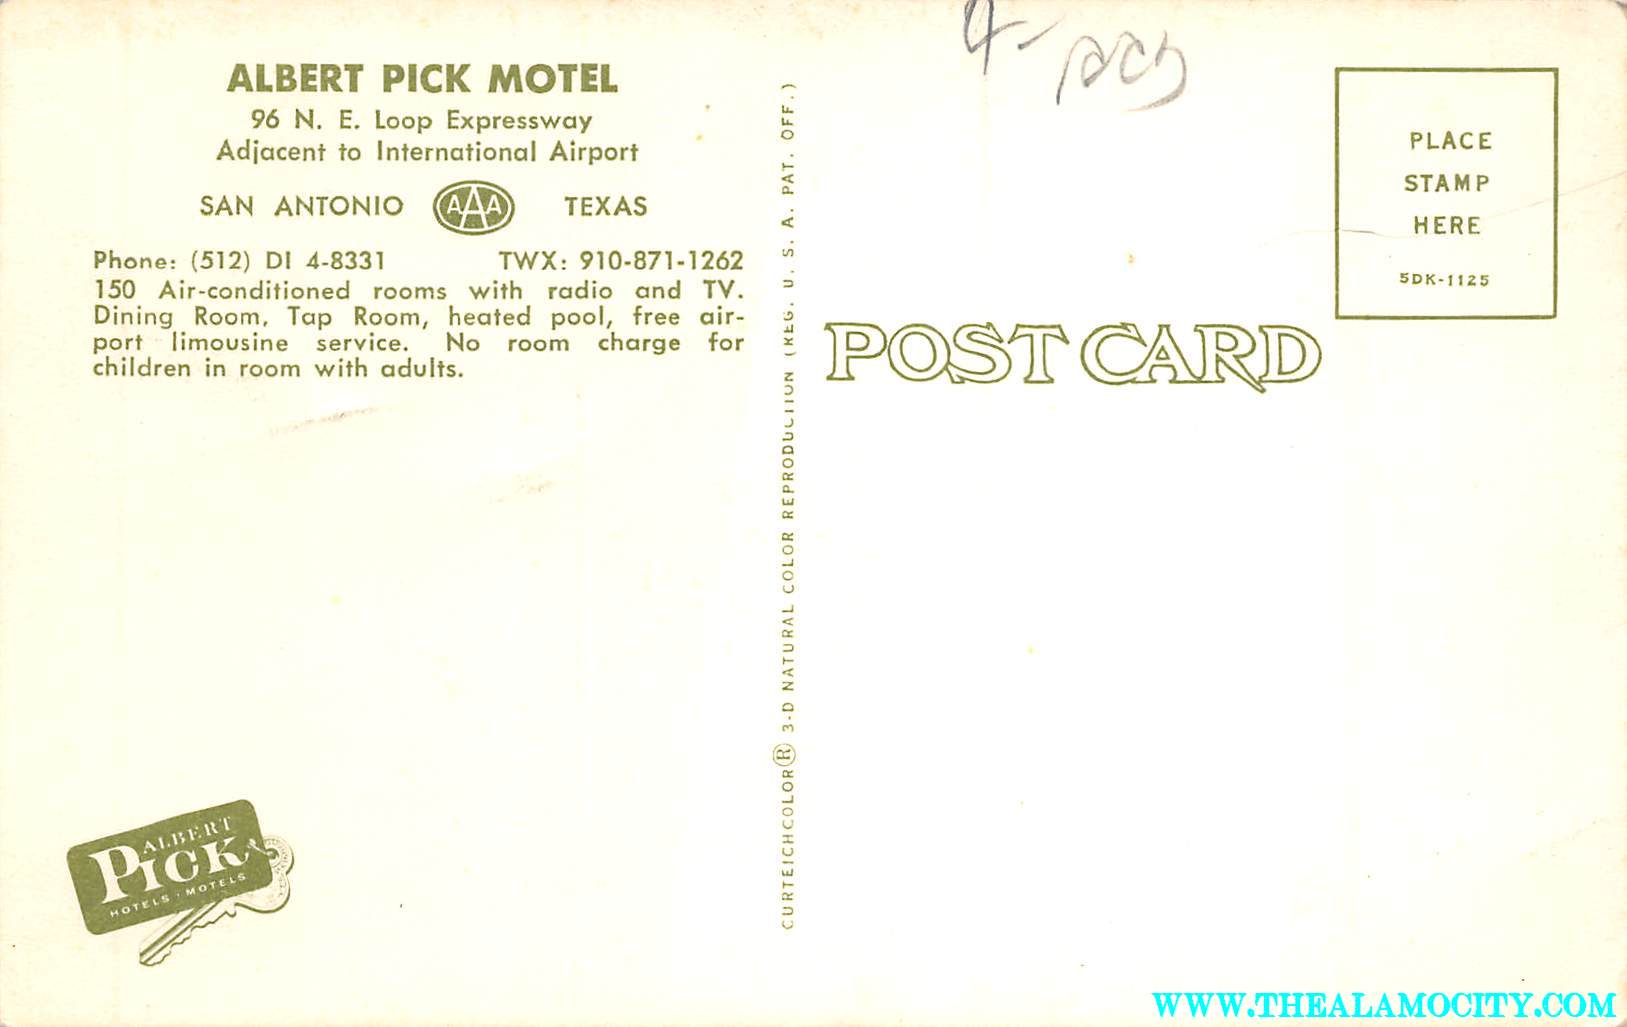 ALBERT PICK MOTEL
96 N. E. Loop Expressway
Adjacent to International Airport
SAN ANTONIO AAA TEXAS
Phone: (512) DI 4-8331 TWX: 910-871-1262
150 Air-conditioned rooms with radio and TV.
Dining Room, Tap Room, heated pool, free air-
port limousine service. No room charge for
children in room with adults.
ALBERT
PICK
HOTELS · MOTELS
CURTEICHCOLOR® 3-D NATURAL COLOR REPRODUCTION (REG. U. S. A. PAT. OFF.)
POST CARD
PLACE
STAMP
HERE
5DK-1125
WWW.THEALAMOCITY.COM